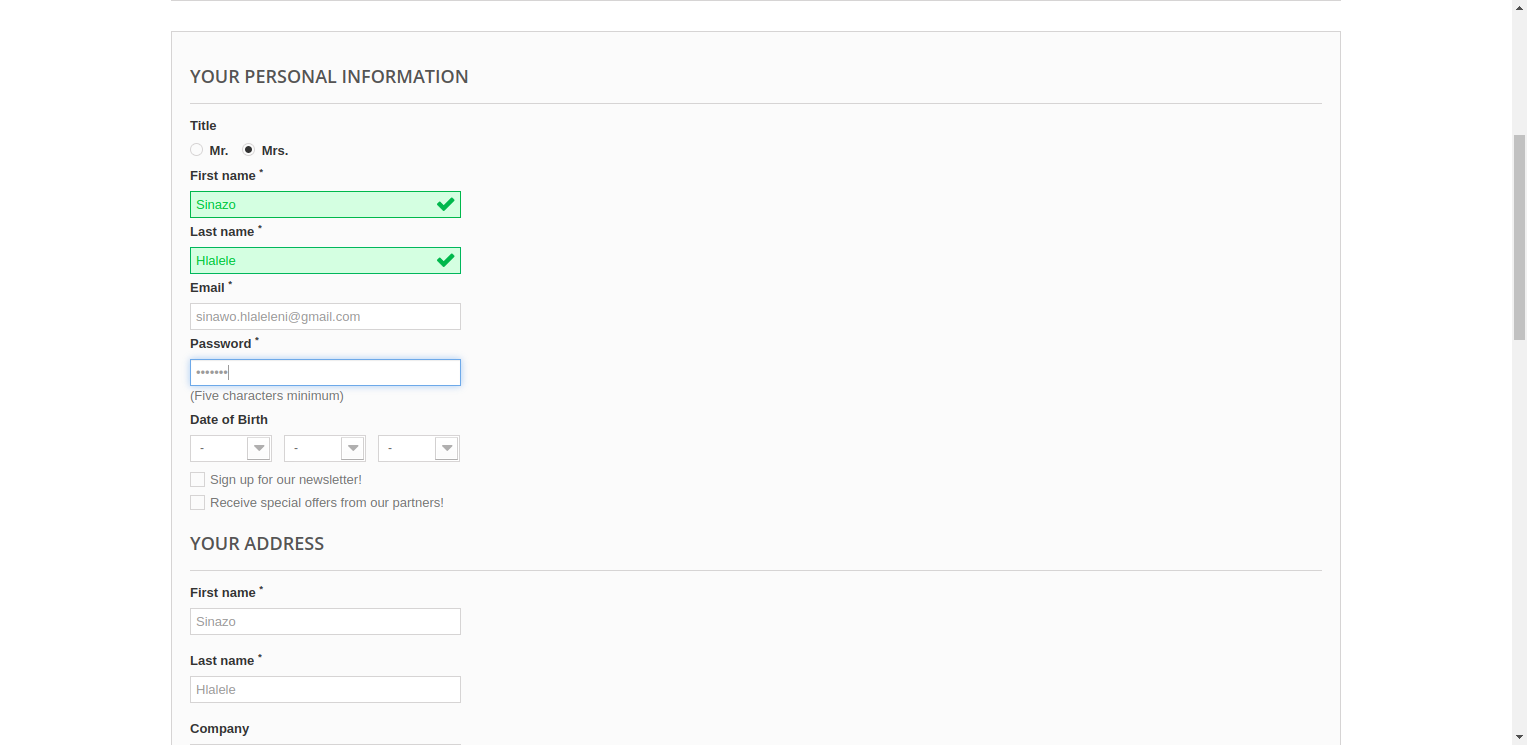 YOUR PERSONAL INFORMATION
Title
Mr. Mrs.
First name *
Sinazo
Last name *
Hlalele
Email *
sinawo.hlaleleni@gmail.com
Password *
•••••••
(Five characters minimum)
Date of Birth
- - -
Sign up for our newsletter!
Receive special offers from our partners!
YOUR ADDRESS
First name *
Sinazo
Last name *
Hlalele
Company